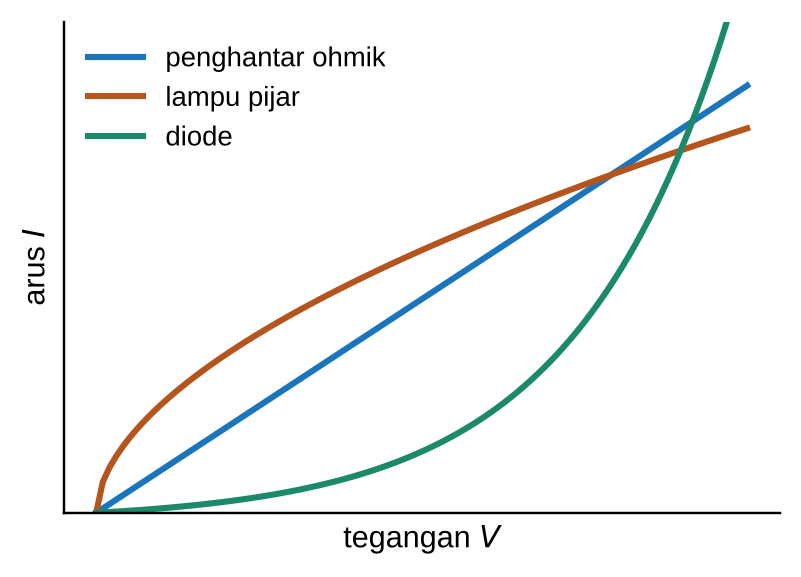 penghantar ohmik
lampu pijar
diode
arus I
tegangan V